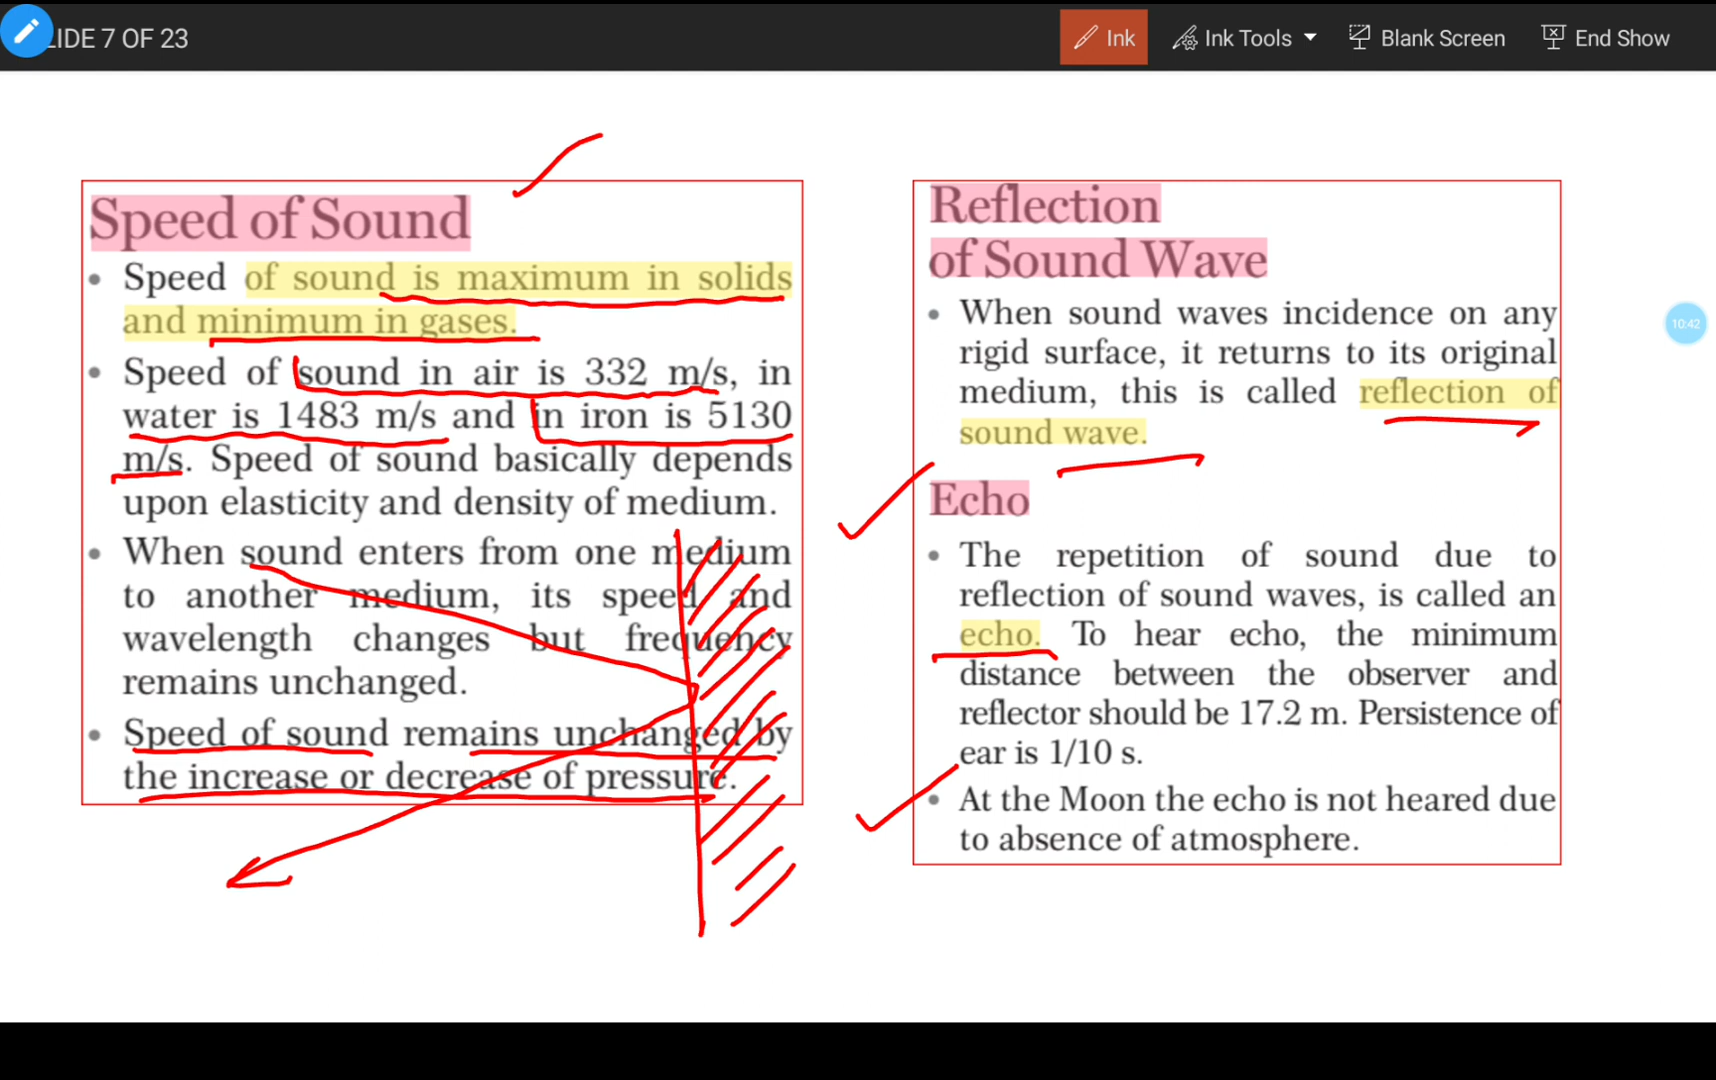 LIDE 7 OF 23
Ink
Ink Tools
Blank Screen
End Show
Speed of Sound
• Speed of sound is maximum in solids
and minimum in gases.
• Speed of sound in air is 332 m/s, in
water is 1483 m/s and in iron is 5130
m/s. Speed of sound basically depends
upon elasticity and density of medium.
• When sound enters from one medium
to another medium, its speed and
wavelength changes but frequency
remains unchanged.
• Speed of sound remains unchanged by
the increase or decrease of pressure.
Reflection
of Sound Wave
• When sound waves incidence on any
rigid surface, it returns to its original
medium, this is called reflection of
sound wave.
Echo
• The repetition of sound due to
reflection of sound waves, is called an
echo. To hear echo, the minimum
distance between the observer and
reflector should be 17.2 m. Persistence of
ear is 1/10 s.
• At the Moon the echo is not heared due
to absence of atmosphere.
10:42